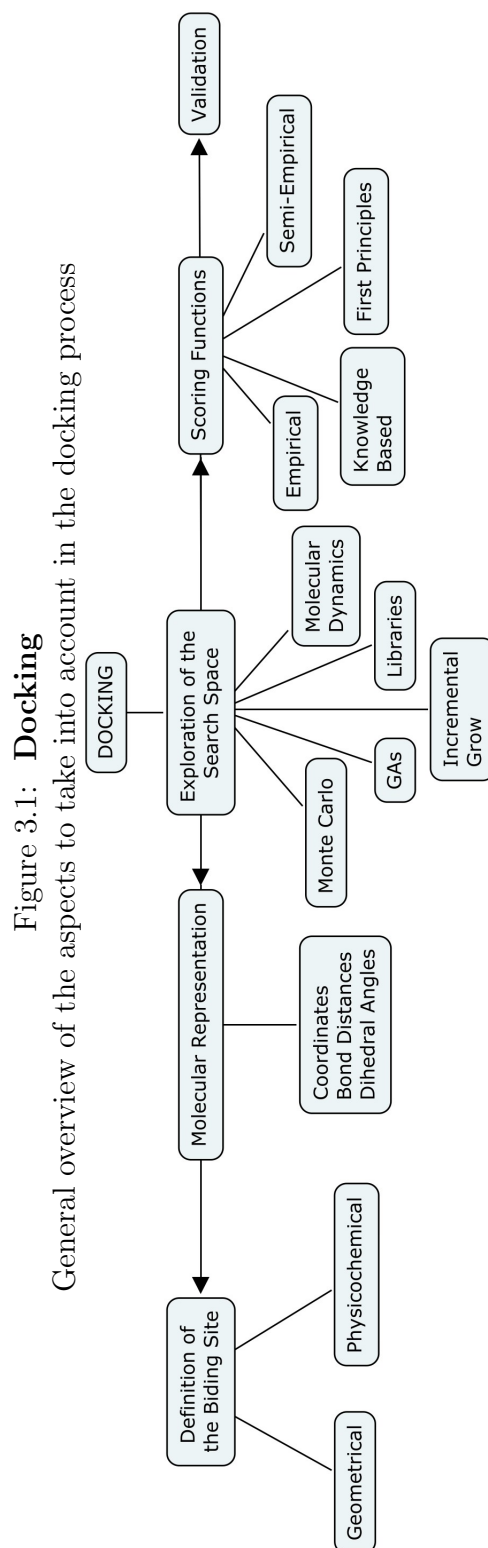 Figure 3.1: Docking
General overview of the aspects to take into account in the docking process
DOCKING
Definition of
the Biding Site
Molecular Representation
Exploration of the
Search Space
Scoring Functions
Validation
Geometrical
Physicochemical
Coordinates
Bond Distances
Dihedral Angles
Monte Carlo
GAs
Incremental
Grow
Libraries
Molecular
Dynamics
Empirical
Knowledge
Based
First Principles
Semi-Empirical